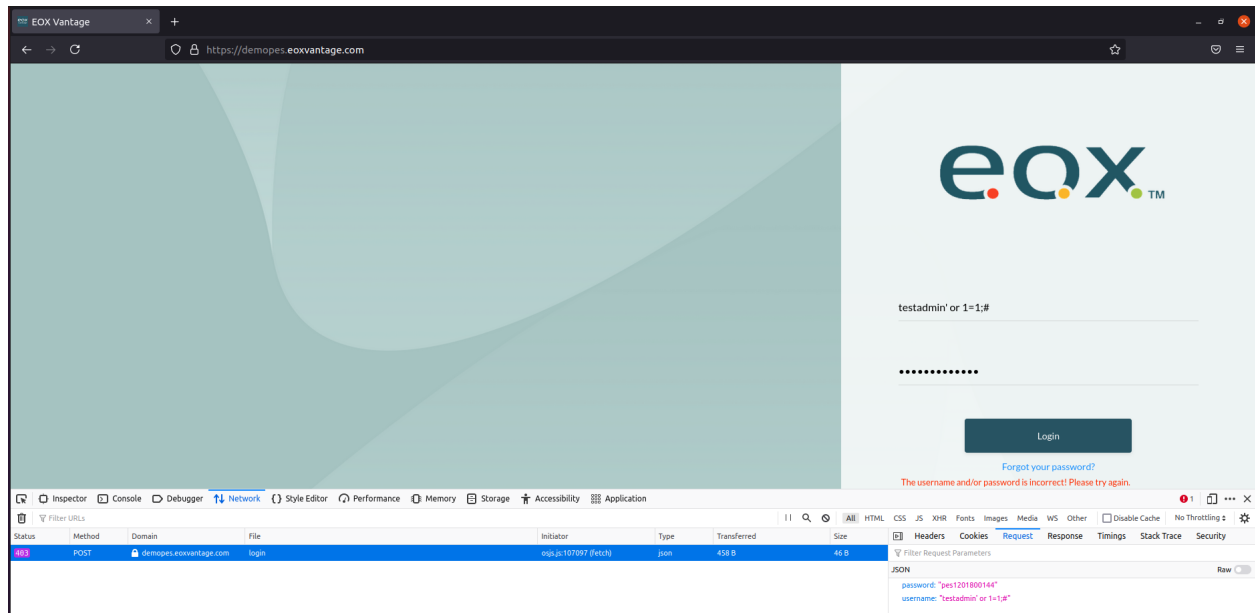 EOX Vantage
https://demopes.eoxvantage.com
eox TM
testadmin' or 1=1;#
•••••••••••••
Login
Forgot your password?
The username and/or password is incorrect! Please try again.
Inspector Console Debugger Network Style Editor Performance Memory Storage Accessibility Application 1
Filter URLs All HTML CSS JS XHR Fonts Images Media WS Other Disable Cache No Throttling
Status Method Domain File Initiator Type Transferred Size Headers Cookies Request Response Timings Stack Trace Security
403 POST demopes.eoxvantage.com login osjs.js:107097 (fetch) json 458 B 46 B Filter Request Parameters
JSON Raw
password: "pes1201800144"
username: "testadmin' or 1=1;#"